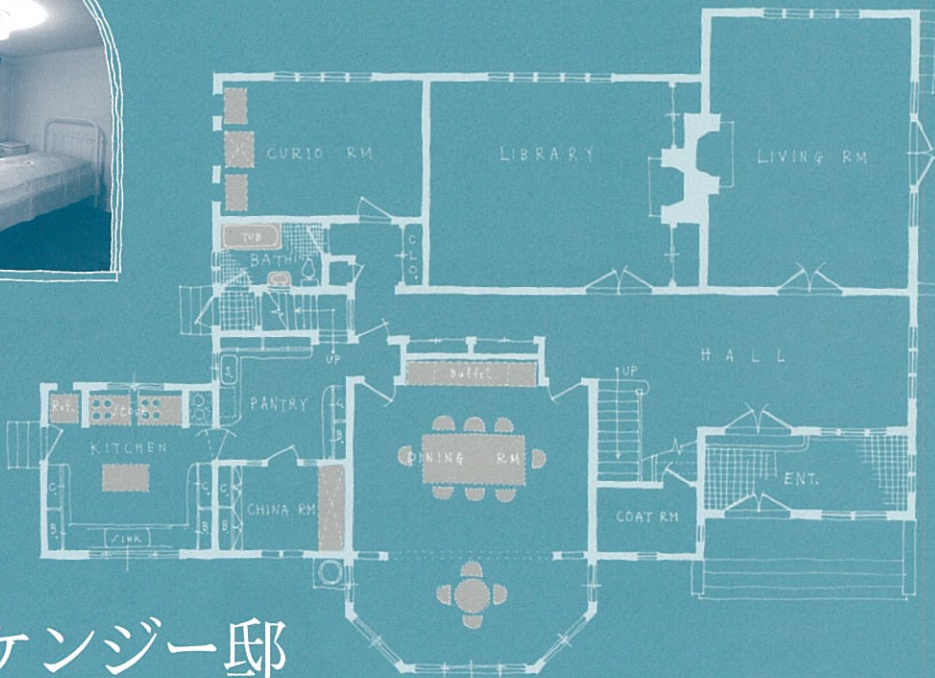 CURIO RM
LIBRARY
LIVING RM
TUB
BATH
CLO.
UP
HALL
S.
Buffet
UP
Ref.
Stove
PANTRY
C.
B.
KITCHEN
DINING RM
ENT.
C.
B.
C.
B.
C.
B.
CHINA RM
COAT RM
SINK
ケンジー邸